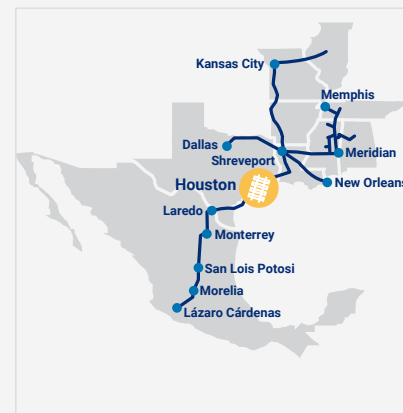 Kansas City
Memphis
Dallas
Shreveport
Meridian
Houston
New Orleans
Laredo
Monterrey
San Lois Potosi
Morelia
Lázaro Cárdenas